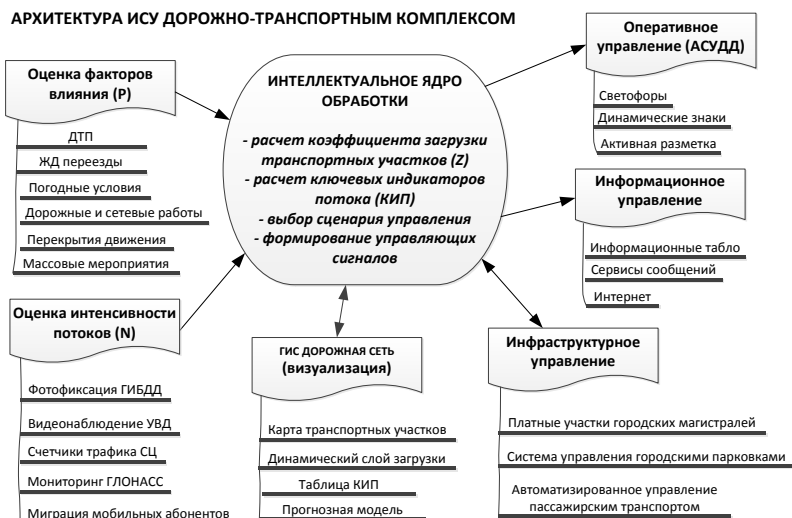 АРХИТЕКТУРА ИСУ ДОРОЖНО-ТРАНСПОРТНЫМ КОМПЛЕКСОМ
Оценка факторов
влияния (P)
ДТП
ЖД переезды
Погодные условия
Дорожные и сетевые работы
Перекрытия движения
Массовые мероприятия
Оценка интенсивности
потоков (N)
Фотофиксация ГИБДД
Видеонаблюдение УВД
Счетчики трафика СЦ
Мониторинг ГЛОНАСС
Миграция мобильных абонентов
ИНТЕЛЛЕКТУАЛЬНОЕ ЯДРО
ОБРАБОТКИ
- расчет коэффициента загрузки
транспортных участков (Z)
- расчет ключевых индикаторов
потока (КИП)
- выбор сценария управления
- формирование управляющих
сигналов
ГИС ДОРОЖНАЯ СЕТЬ
(визуализация)
Карта транспортных участков
Динамический слой загрузки
Таблица КИП
Прогнозная модель
Оперативное
управление (АСУДД)
Светофоры
Динамические знаки
Активная разметка
Информационное
управление
Информационные табло
Сервисы сообщений
Интернет
Инфраструктурное
управление
Платные участки городских магистралей
Система управления городскими парковками
Автоматизированное управление
пассажирским транспортом